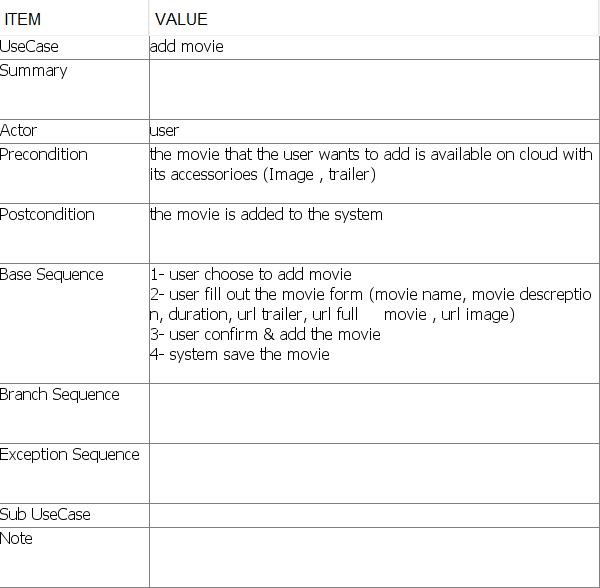 ITEM VALUE
UseCase add movie
Summary
Actor user
Precondition the movie that the user wants to add is available on cloud with
its accessorioes (Image , trailer)
Postcondition the movie is added to the system
Base Sequence 1- user choose to add movie
2- user fill out the movie form (movie name, movie descreptio
n, duration, url trailer, url full movie , url image)
3- user confirm & add the movie
4- system save the movie
Branch Sequence
Exception Sequence
Sub UseCase
Note